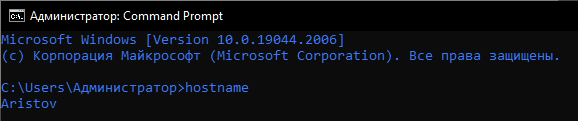 Администратор: Command Prompt
Microsoft Windows [Version 10.0.19044.2006]
(c) Корпорация Майкрософт (Microsoft Corporation). Все права защищены.
C:\Users\Администратор>hostname
Aristov